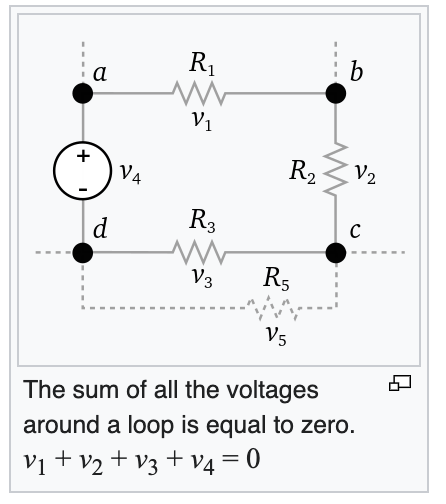 a
R₁
v₁
b
+
-
v₄
R₂
v₂
d
R₃
v₃
c
R₅
v₅
The sum of all the voltages
around a loop is equal to zero.
v₁ + v₂ + v₃ + v₄ = 0